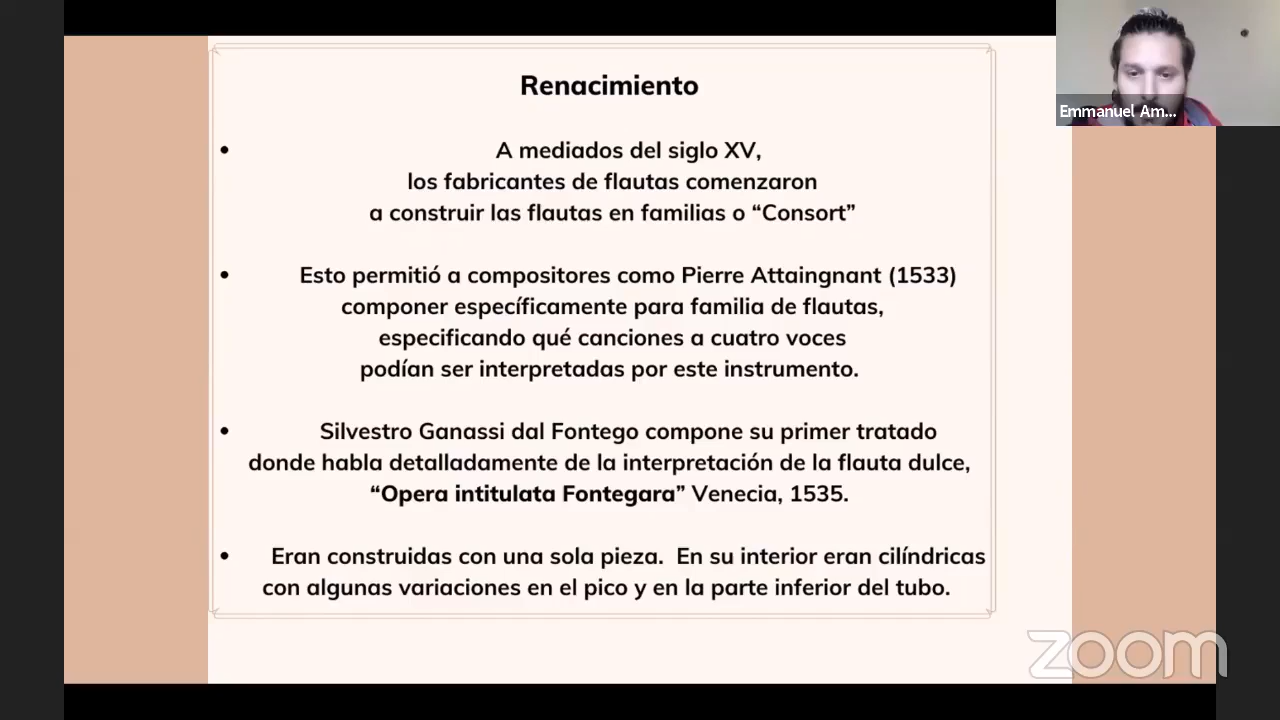 Renacimiento
• A mediados del siglo XV,
los fabricantes de flautas comenzaron
a construir las flautas en familias o “Consort”
• Esto permitió a compositores como Pierre Attaingnant (1533)
componer específicamente para familia de flautas,
especificando qué canciones a cuatro voces
podían ser interpretadas por este instrumento.
• Silvestro Ganassi dal Fontego compone su primer tratado
donde habla detalladamente de la interpretación de la flauta dulce,
“Opera intitulata Fontegara” Venecia, 1535.
• Eran construidas con una sola pieza. En su interior eran cilíndricas
con algunas variaciones en el pico y en la parte inferior del tubo.
Emmanuel Am...
zoom